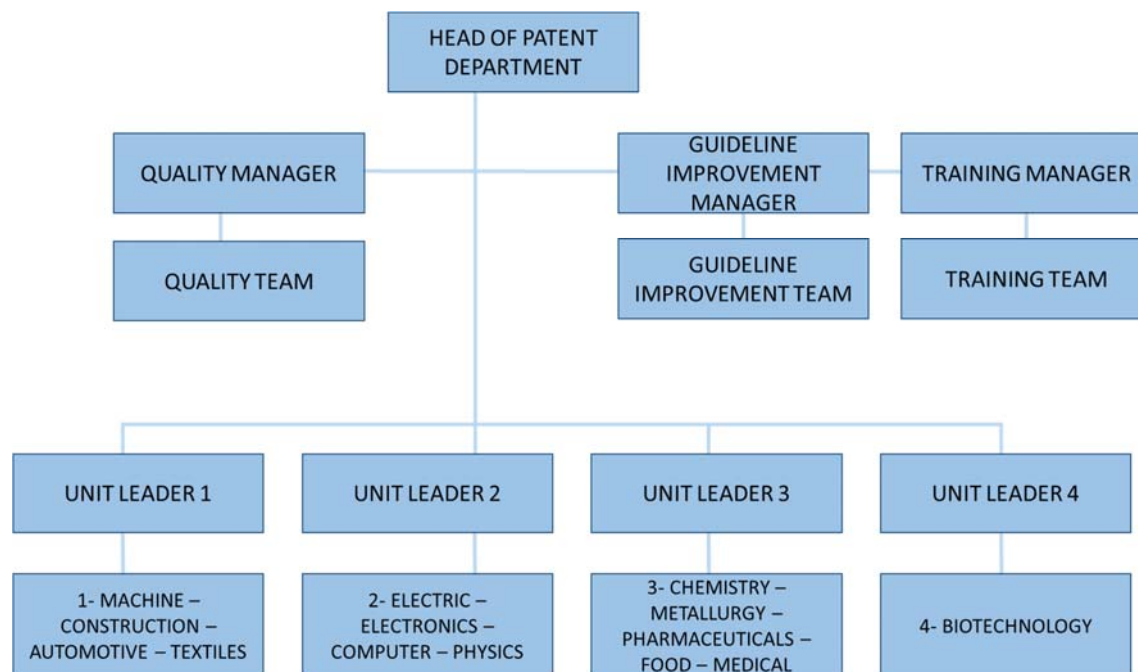 HEAD OF PATENT
DEPARTMENT
QUALITY MANAGER
GUIDELINE
IMPROVEMENT
MANAGER
TRAINING MANAGER
QUALITY TEAM
GUIDELINE
IMPROVEMENT TEAM
TRAINING TEAM
UNIT LEADER 1
UNIT LEADER 2
UNIT LEADER 3
UNIT LEADER 4
1- MACHINE –
CONSTRUCTION –
AUTOMOTIVE – TEXTILES
2- ELECTRIC –
ELECTRONICS –
COMPUTER – PHYSICS
3- CHEMISTRY –
METALLURGY –
PHARMACEUTICALS –
FOOD – MEDICAL
4- BIOTECHNOLOGY